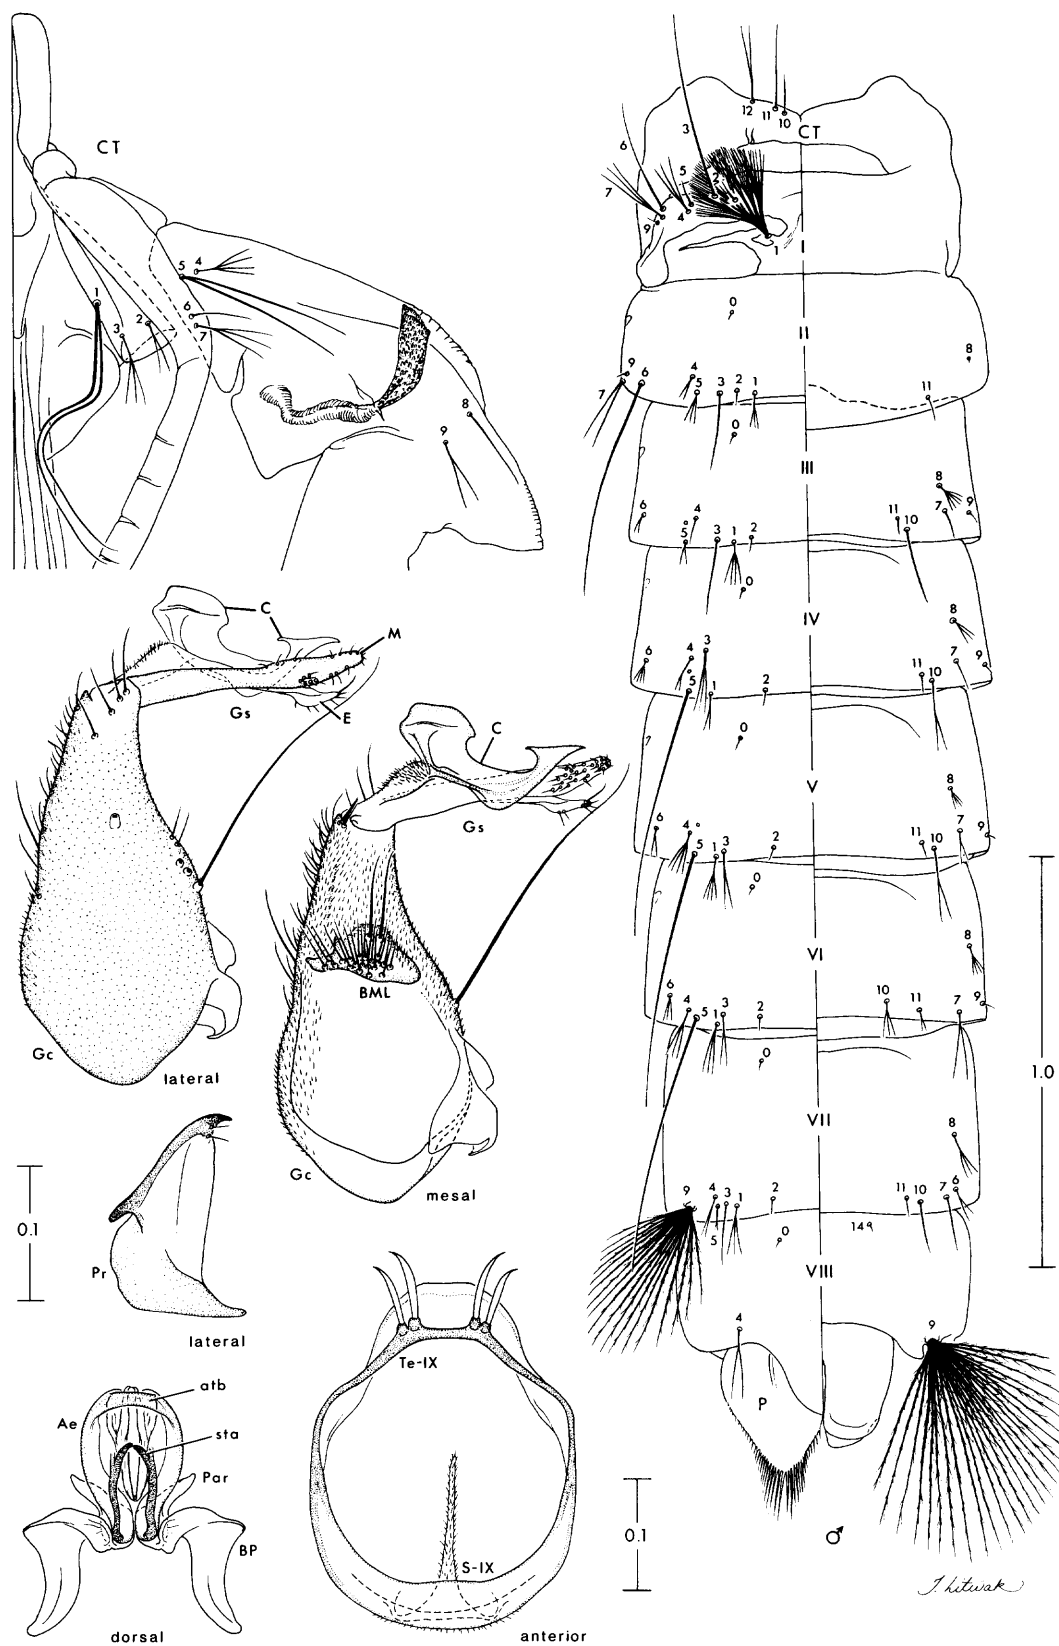 CT
1
2
3
4
5
6
7
8
9
12
11
10
CT
3
6
5
2
7
4
9
1
I
0
II
8
9
6
4
5
3
2
1
11
7
0
III
8
6
4
7
9
5
3
1
2
11
10
0
IV
8
6
4
3
7
9
5
1
2
11
10
0
V
8
6
4
7
9
5
1
3
2
11
10
0
VI
8
6
4
5
3
2
10
11
7
9
1
0
VII
8
9
4
3
1
2
11
10
7
6
5
0
14
VIII
4
9
P
♂
1.0
C
M
Gs
E
Gc
lateral
C
Gs
BML
Gc
mesal
0.1
Pr
lateral
atb
Ae
sta
Par
BP
dorsal
Te-IX
S-IX
anterior
0.1
T. Litwak